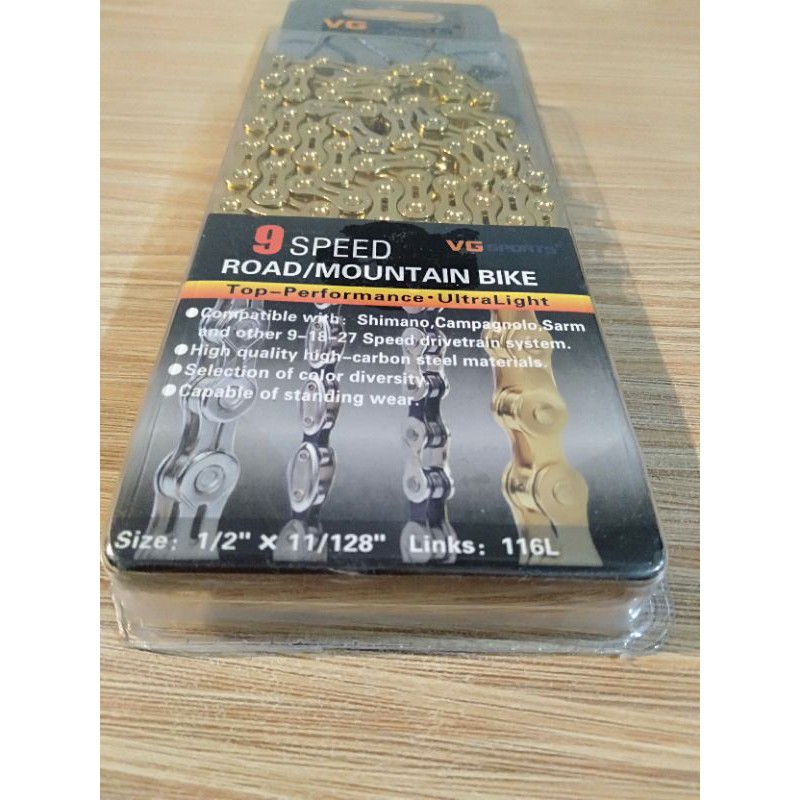 VG SPORTS
9 SPEED VG SPORTS®
ROAD/MOUNTAIN BIKE
Top-Performance·UltraLight
●Compatible with: Shimano,Campagnolo,Sarm
and other 9-18-27 Speed drivetrain system.
●High quality high-carbon steel materials.
●Selection of color diversity.
●Capable of standing wear.
Size: 1/2" X 11/128" Links: 116L